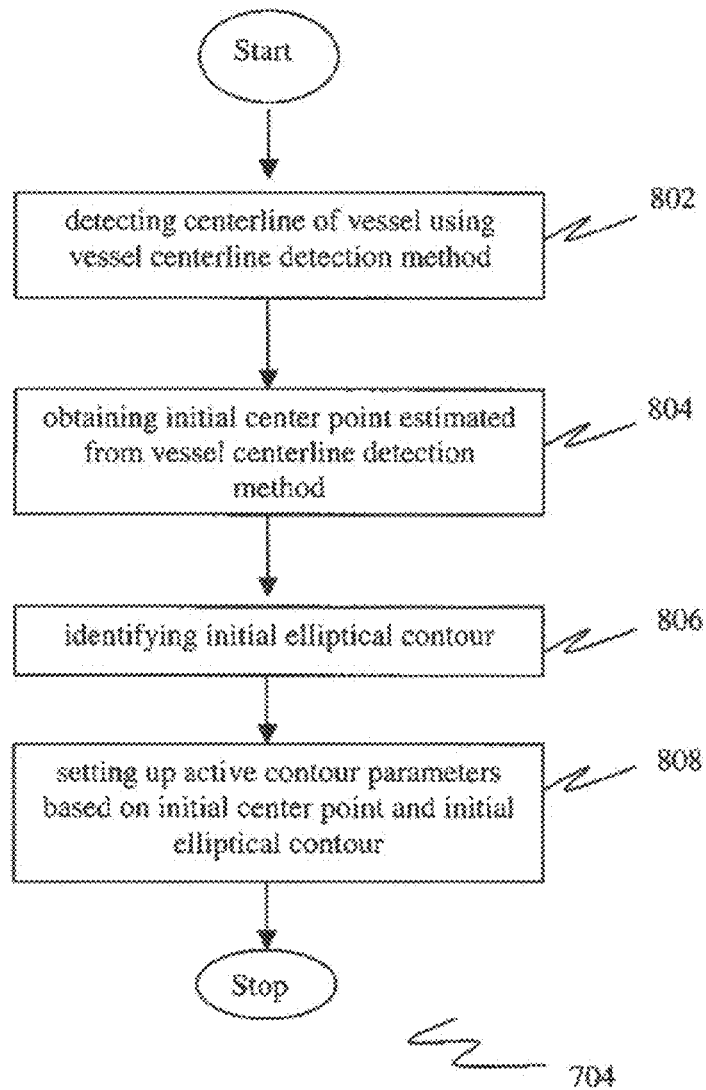 Start
detecting centerline of vessel using
vessel centerline detection method
802
obtaining initial center point estimated
from vessel centerline detection
method
804
identifying initial elliptical contour
806
setting up active contour parameters
based on initial center point and initial
elliptical contour
808
Stop
704